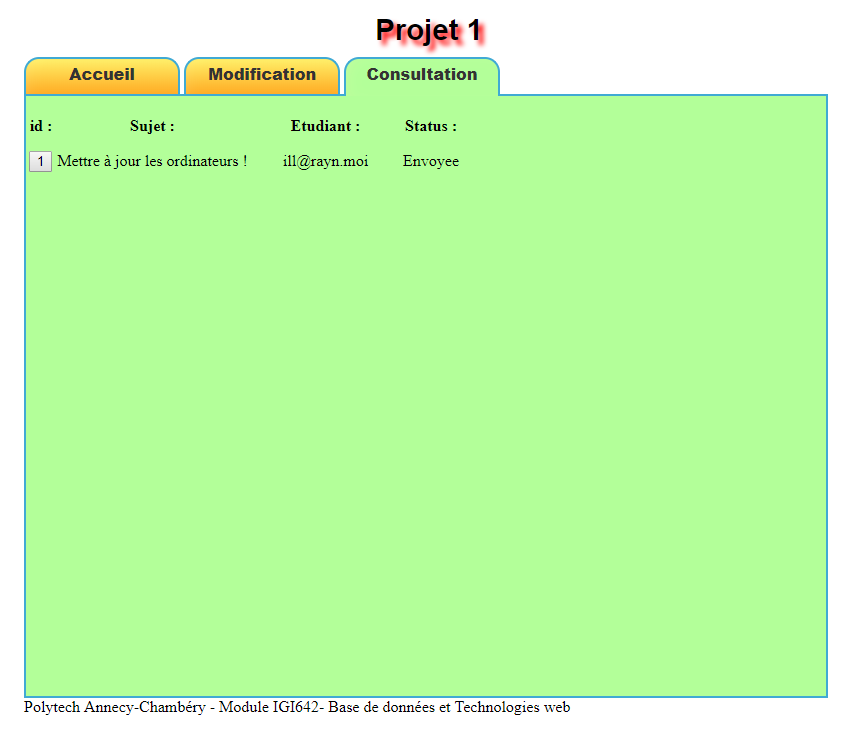 Projet 1
Accueil Modification Consultation
id : Sujet : Etudiant : Status :
1 Mettre à jour les ordinateurs ! ill@rayn.moi Envoyee
Polytech Annecy-Chambéry - Module IGI642- Base de données et Technologies web